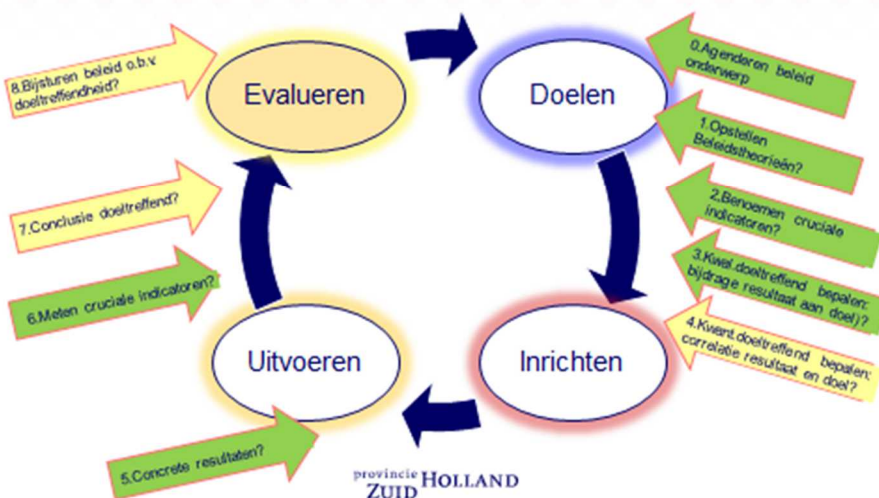 Evalueren
Doelen
Inrichten
Uitvoeren
0.Agenderen beleid
onderwerp
1.Opstellen
Beleidstheorieën?
2.Benoemen cruciale
indicatoren?
3.Kwal.doeltreffend bepalen:
bijdrage resultaat aan doel)?
4.Kwant.doeltreffend bepalen:
correlatie resultaat en doel?
5.Concrete resultaten?
6.Meten cruciale indicatoren?
7.Conclusie doeltreffend?
8.Bijsturen beleid o.b.v.
doeltreffendheid?
provincie HOLLAND
ZUID